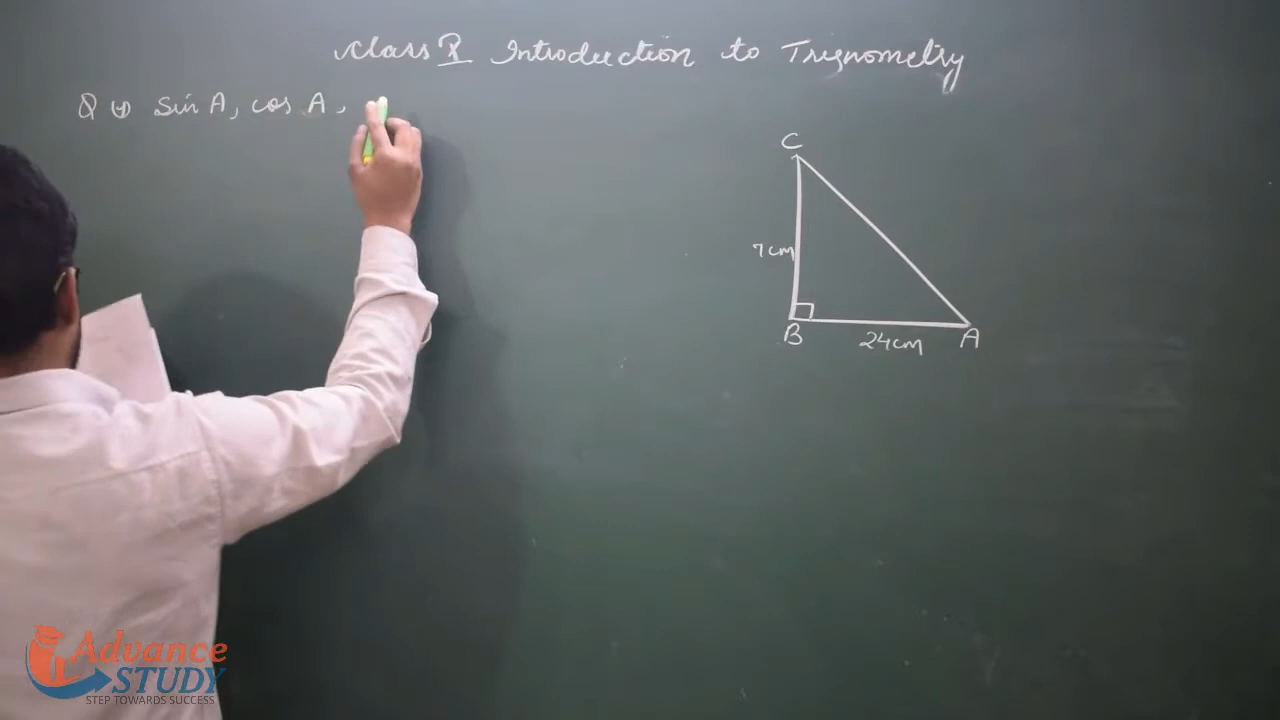 Class X Introduction to Trignometry
Q sin A, cos A,
C
7cm
B
24cm
A
Advance
STUDY
STEP TOWARDS SUCCESS